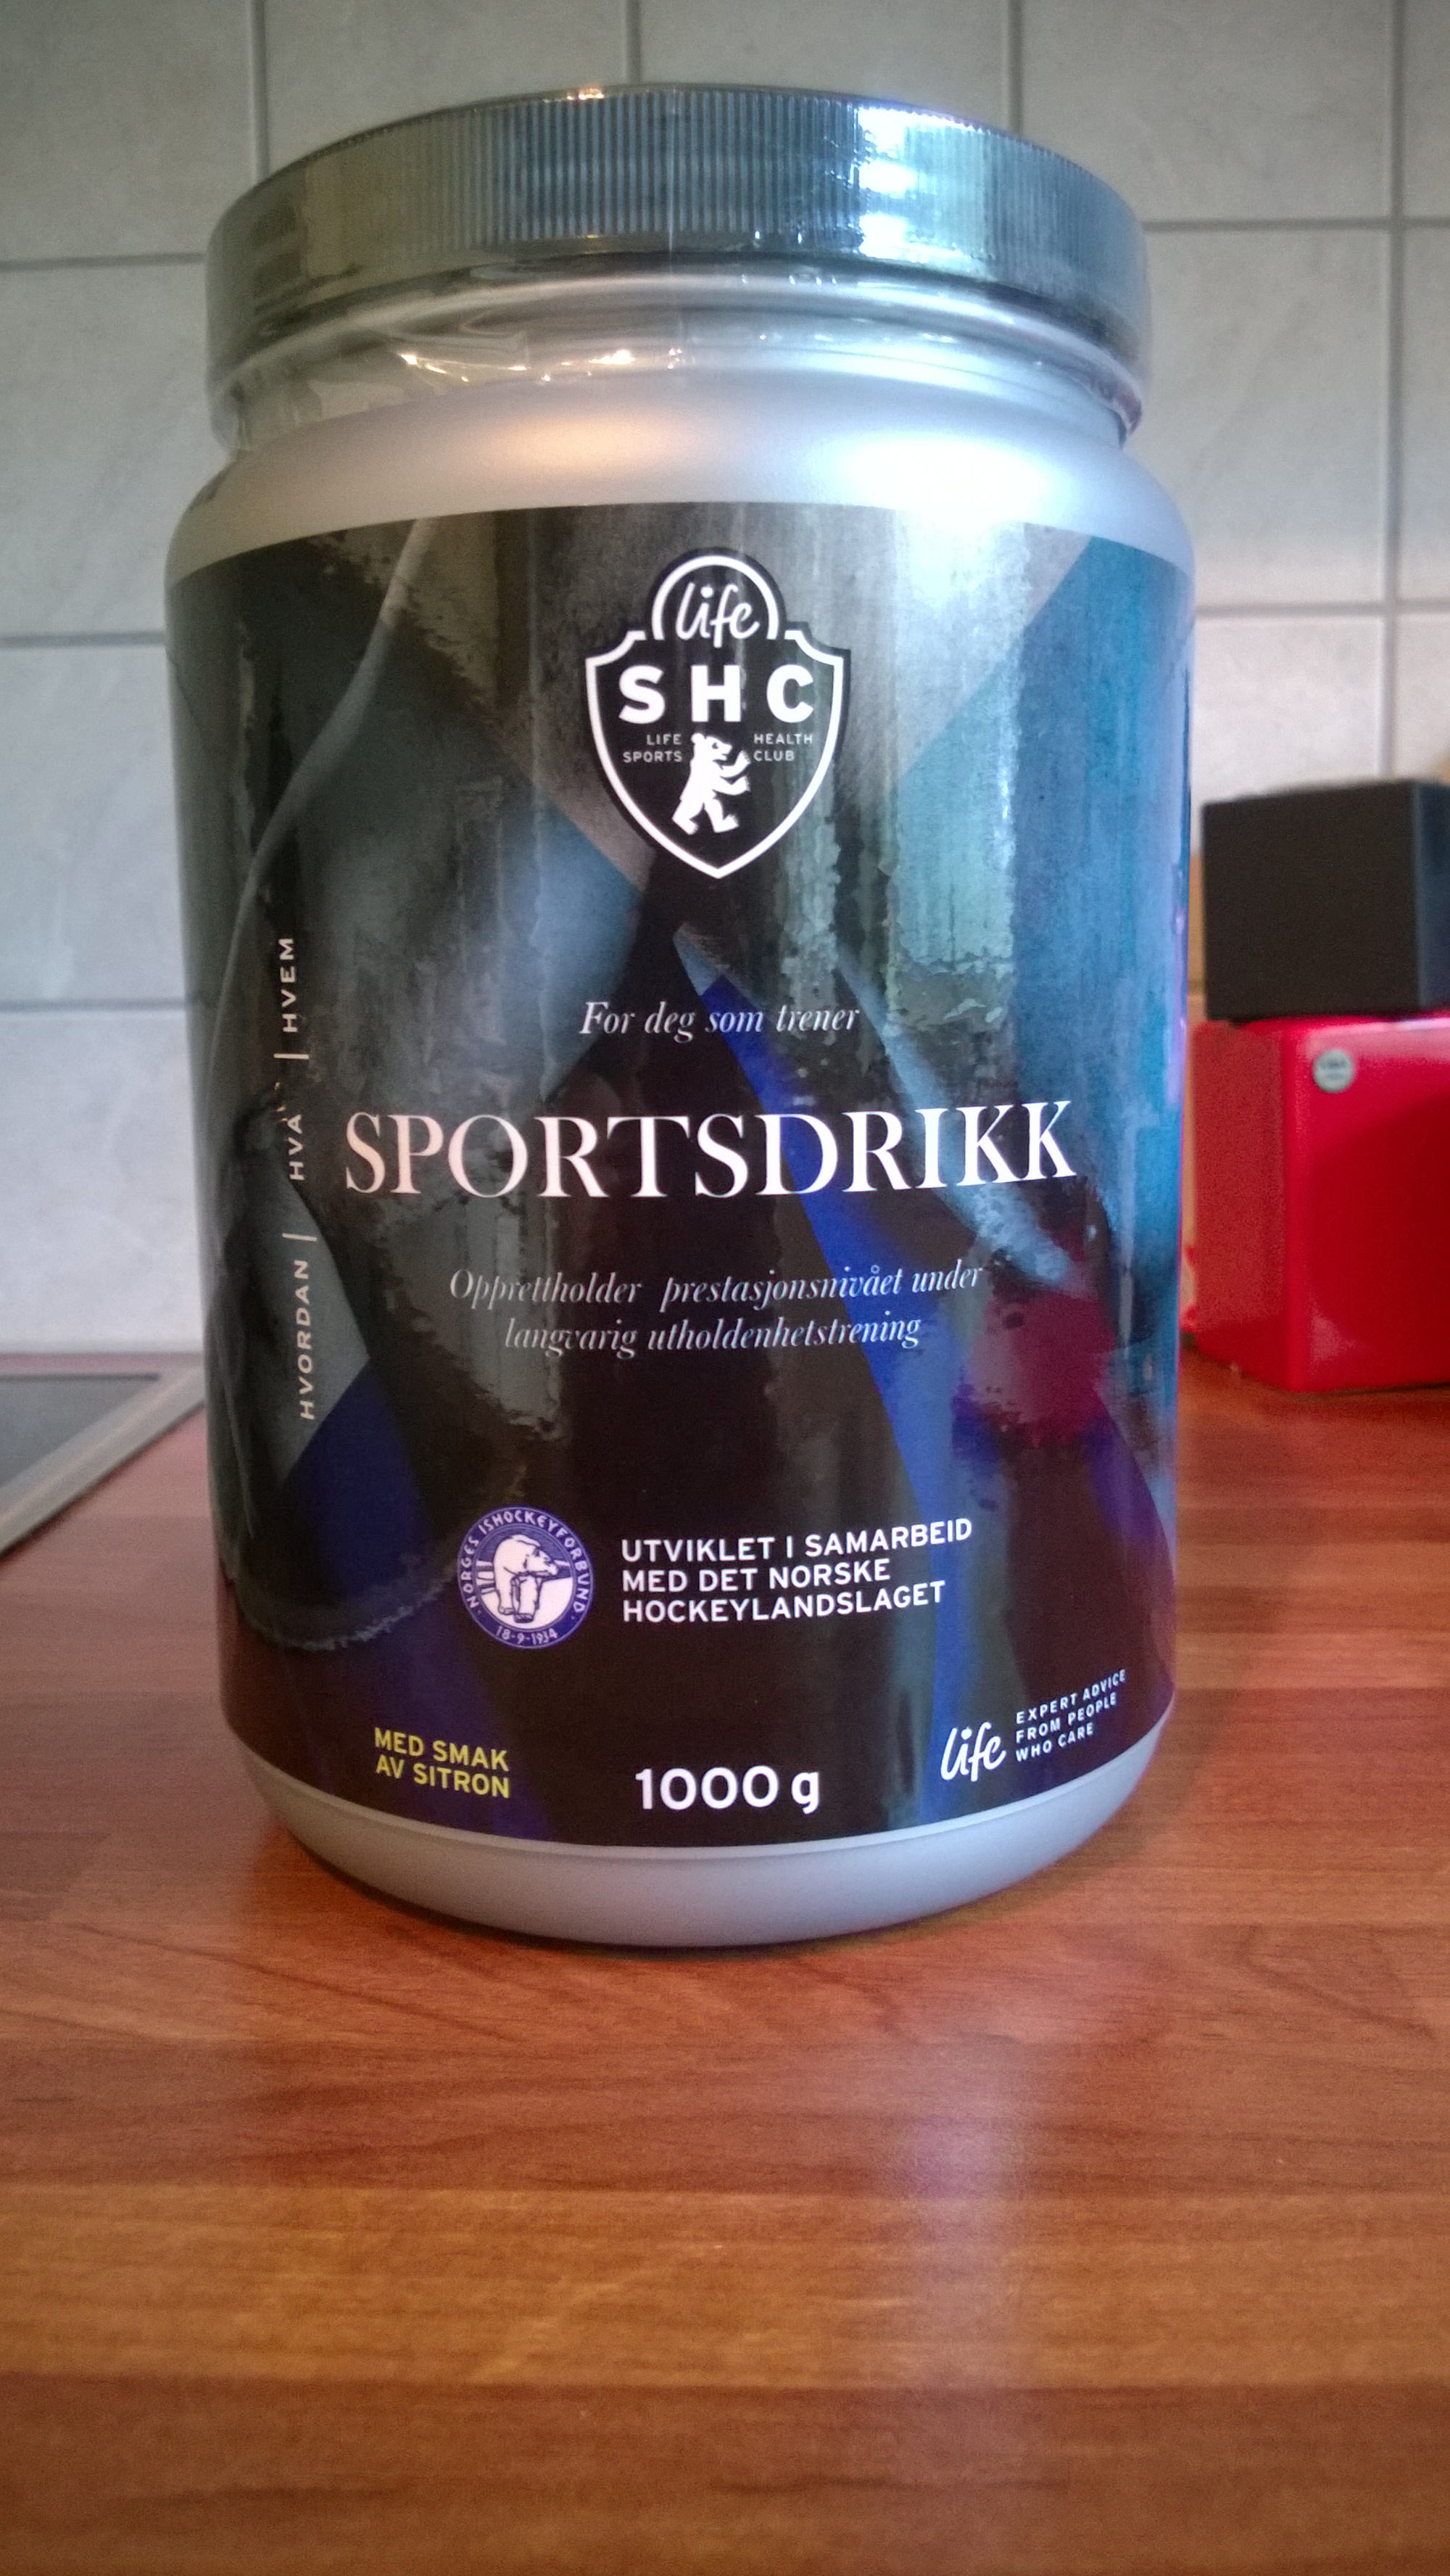 life
SHC
LIFE SPORTS
HEALTH CLUB
For deg som trener
HVORDAN | HVA | HVEM
SPORTSDRIKK
Opprettholder prestasjonsnivået under
langvarig utholdenhetstrening
NORGES ISHOCKEYFORBUND
18-9-1934
UTVIKLET I SAMARBEID
MED DET NORSKE
HOCKEYLANDSLAGET
MED SMAK
AV SITRON
1000 g
life
EXPERT ADVICE
FROM PEOPLE
WHO CARE